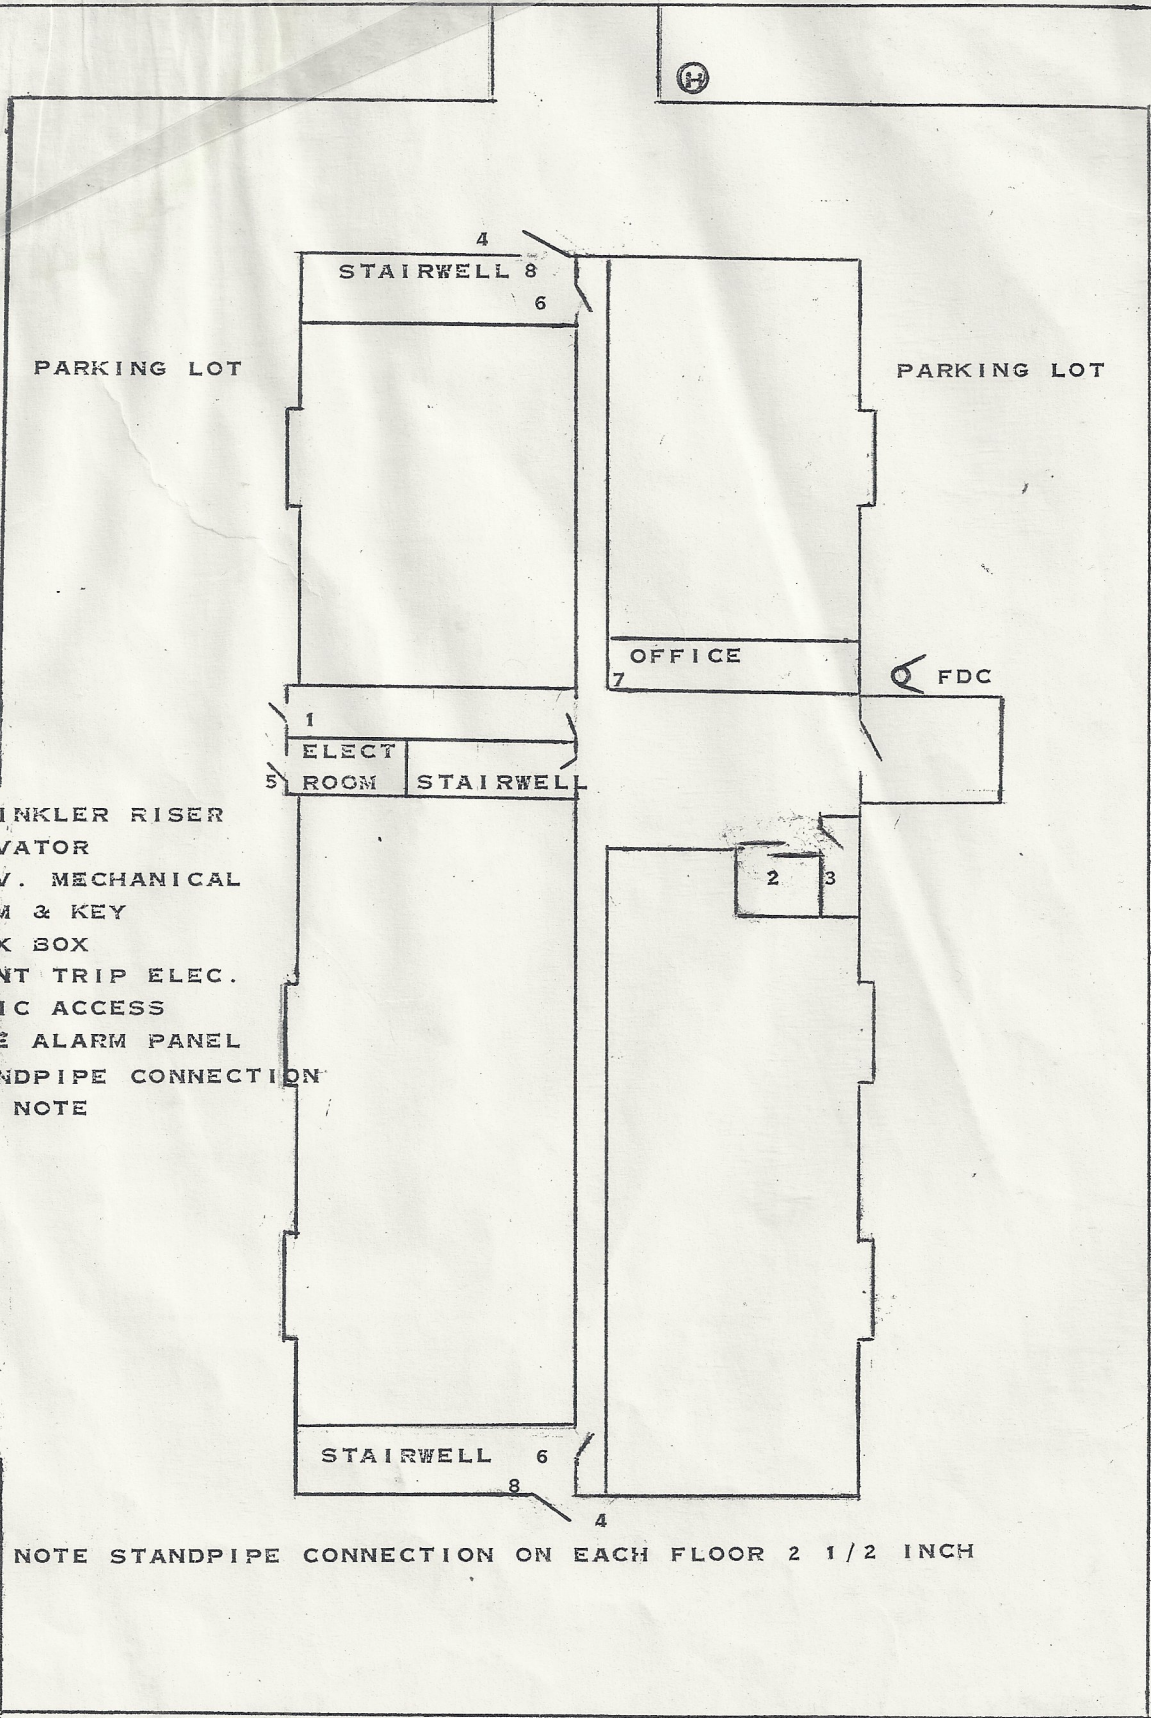 H
4
STAIRWELL 8
6
PARKING LOT
PARKING LOT
OFFICE
7
FDC
1
ELECT
ROOM
5
STAIRWELL
INKLER RISER
VATOR
V. MECHANICAL
M & KEY
K BOX
NT TRIP ELEC.
IC ACCESS
E ALARM PANEL
NDPIPE CONNECTION
NOTE
2
3
STAIRWELL 6
8
4
NOTE STANDPIPE CONNECTION ON EACH FLOOR 2 1/2 INCH